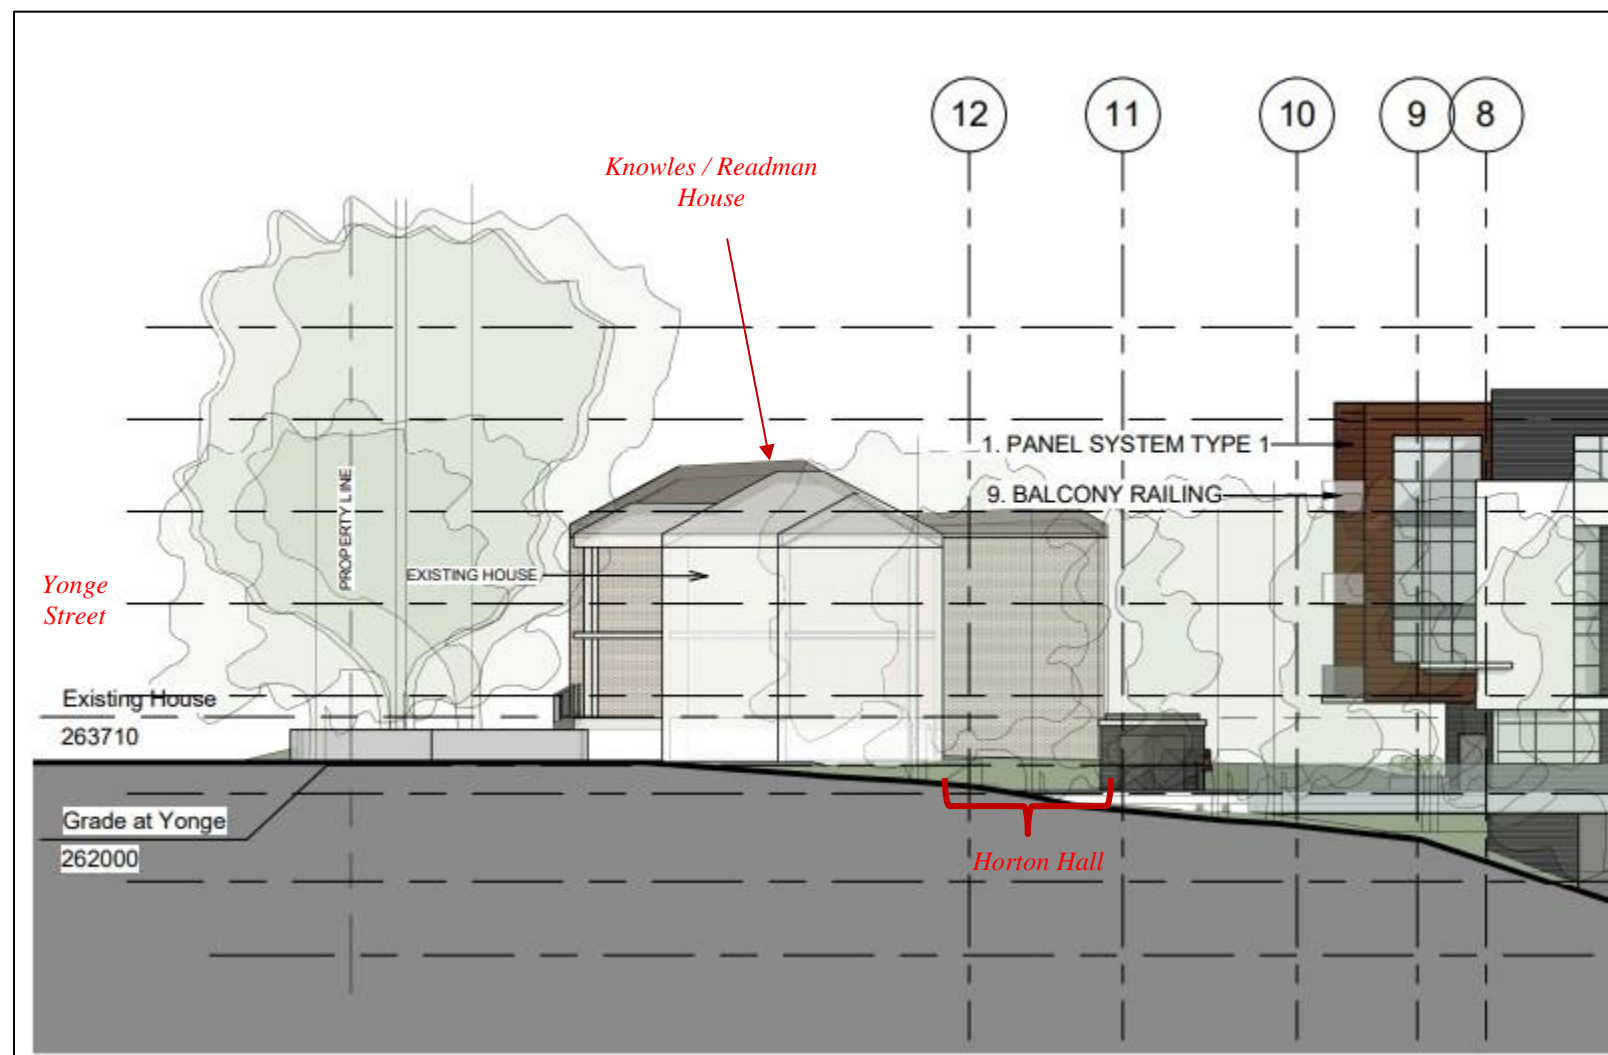 12
11
10
9
8
Knowles / Readman
House
1. PANEL SYSTEM TYPE 1
9. BALCONY RAILING
PROPERTY LINE
EXISTING HOUSE
Yonge
Street
Existing House
263710
Grade at Yonge
262000
Horton Hall